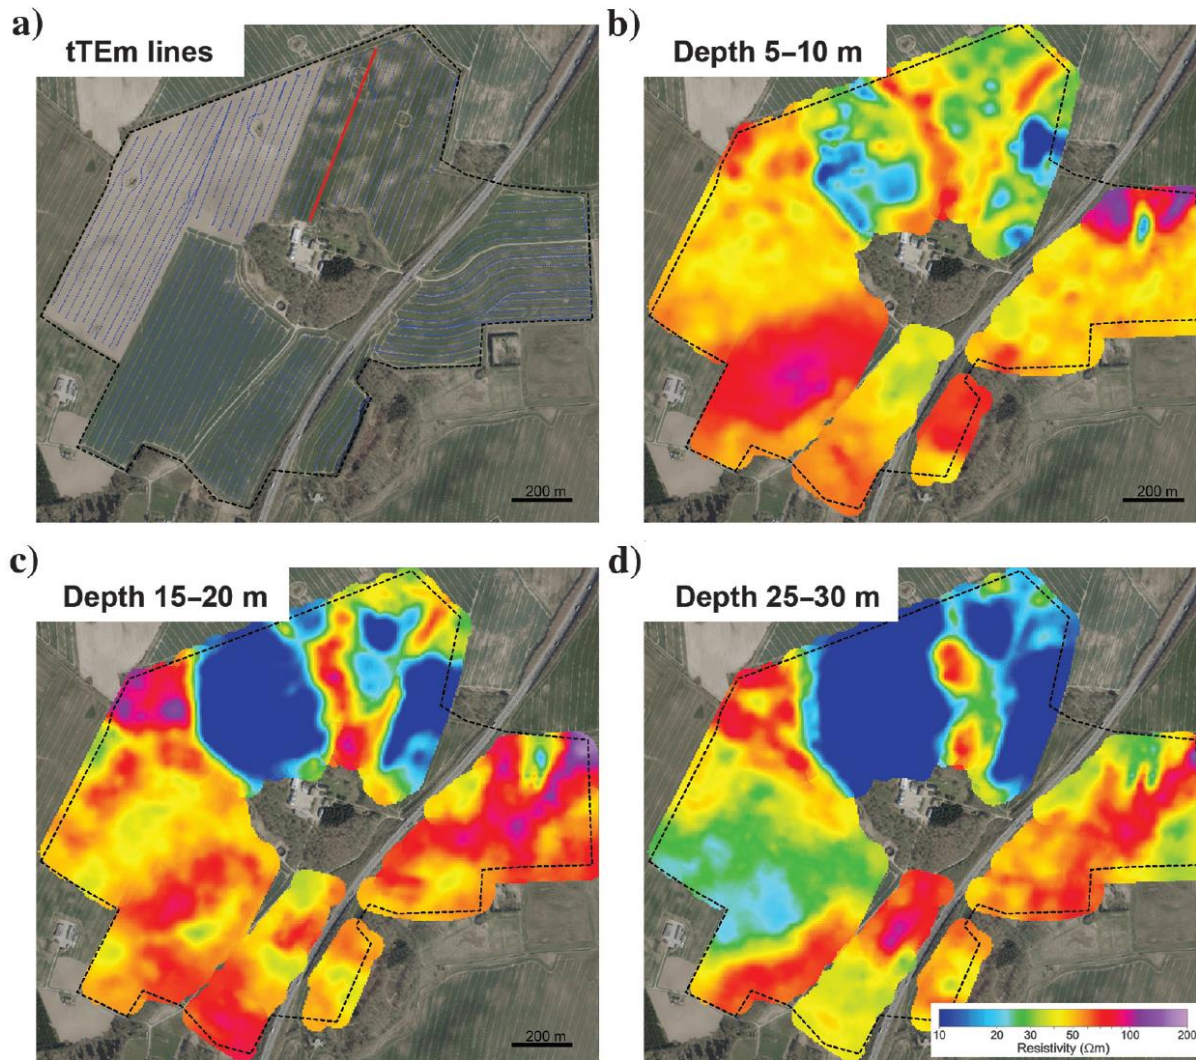 a)
tTEm lines
200 m
b)
Depth 5–10 m
200 m
c)
Depth 15–20 m
200 m
d)
Depth 25–30 m
10 20 30 50 100 200
Resistivity (Ωm)